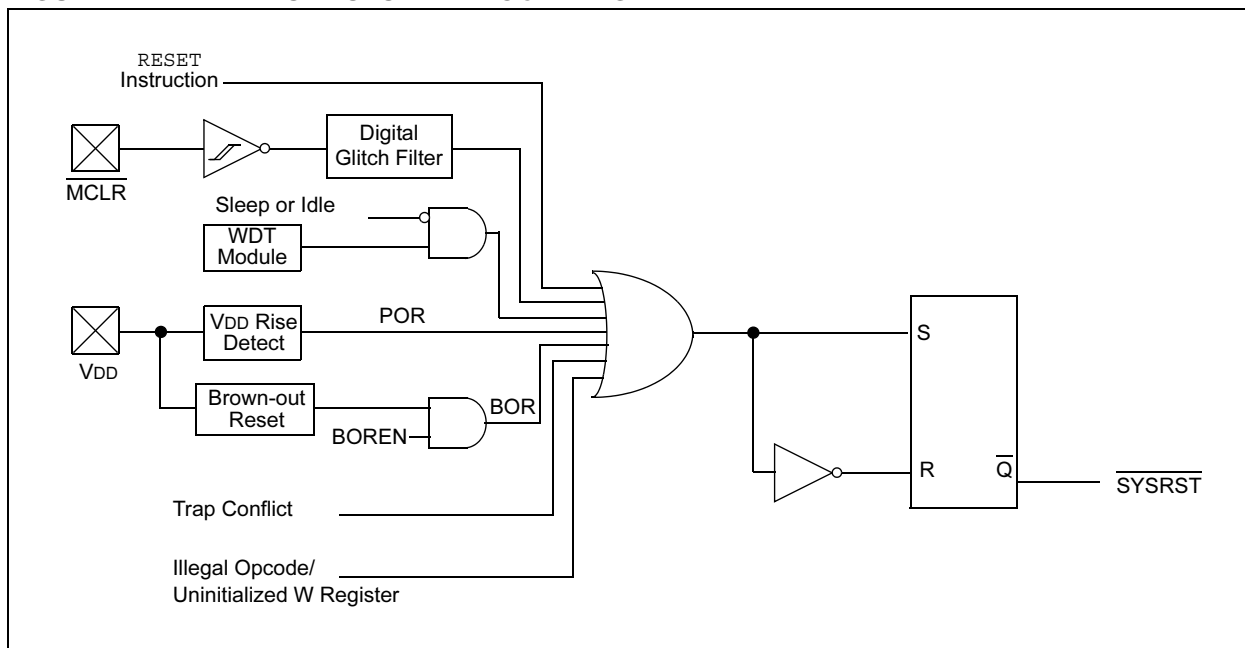 RESET
Instruction
Digital
Glitch Filter
MCLR
Sleep or Idle
WDT
Module
VDD Rise
Detect
POR
VDD
Brown-out
Reset
BOR
BOREN
Trap Conflict
Illegal Opcode/
Uninitialized W Register
S
R
Q
SYSRST